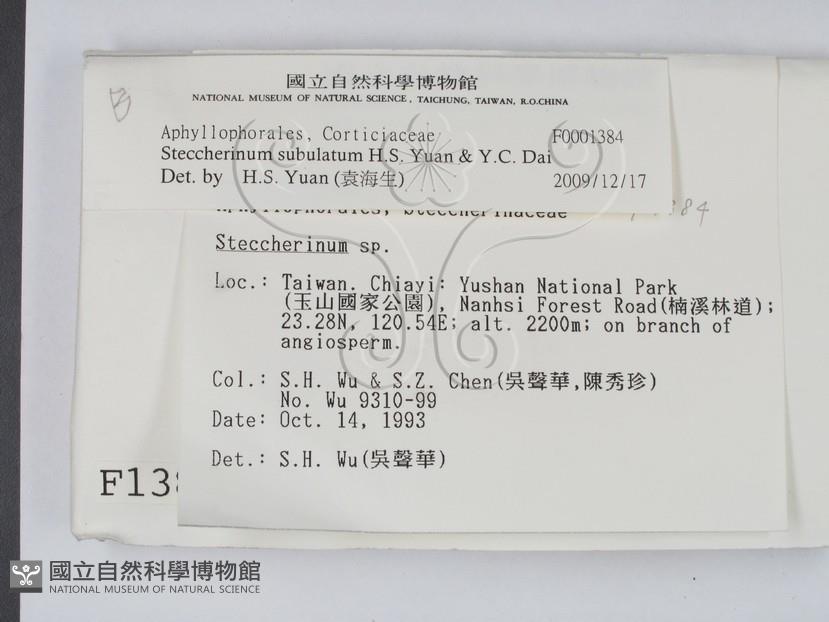 國立自然科學博物館
NATIONAL MUSEUM OF NATURAL SCIENCE, TAICHUNG, TAIWAN, R.O.CHINA
Aphyllophorales, Corticiaceae F0001384
Steccherinum subulatum H.S. Yuan & Y.C. Dai
Det. by H.S. Yuan (袁海生) 2009/12/17
Aphyllophorales, Steccherinaceae
Steccherinum sp.
Loc.: Taiwan. Chiayi: Yushan National Park
(玉山國家公園), Nanhsi Forest Road(楠溪林道);
23.28N, 120.54E; alt. 2200m; on branch of
angiosperm.
Col.: S.H. Wu & S.Z. Chen(吳聲華,陳秀珍)
No. Wu 9310-99
Date: Oct. 14, 1993
Det.: S.H. Wu(吳聲華)
F138
國立自然科學博物館
NATIONAL MUSEUM OF NATURAL SCIENCE